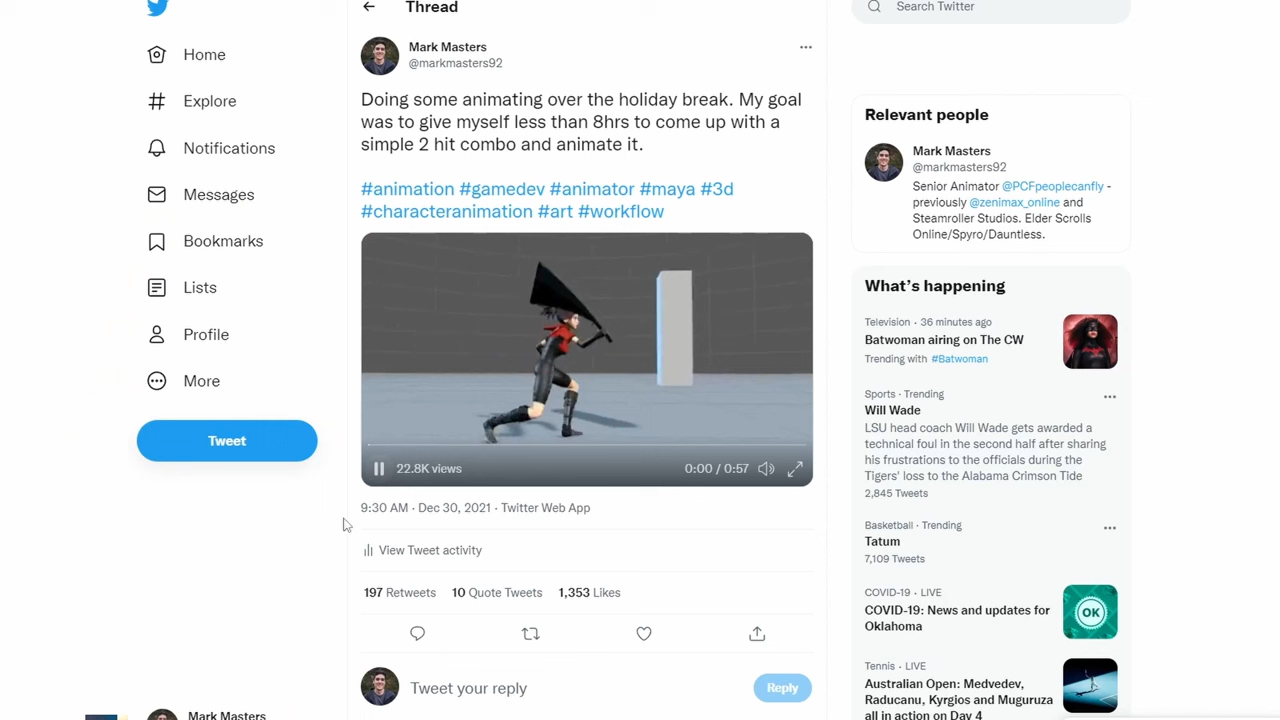 Thread
Search Twitter
Home
Explore
Notifications
Messages
Bookmarks
Lists
Profile
More
Tweet
Mark Masters
@markmasters92
Doing some animating over the holiday break. My goal
was to give myself less than 8hrs to come up with a
simple 2 hit combo and animate it.
#animation #gamedev #animator #maya #3d
#characteranimation #art #workflow
22.8K views
0:00 / 0:57
9:30 AM · Dec 30, 2021 · Twitter Web App
View Tweet activity
197 Retweets 10 Quote Tweets 1,353 Likes
Tweet your reply
Reply
Mark Masters
Relevant people
Mark Masters
@markmasters92
Senior Animator @PCFpeoplecanfly -
previously @zenimax_online and
Steamroller Studios. Elder Scrolls
Online/Spyro/Dauntless.
What's happening
Television · 36 minutes ago
Batwoman airing on The CW
Trending with #Batwoman
Sports · Trending
Will Wade
LSU head coach Will Wade gets awarded a
technical foul in the second half after sharing
his frustrations to the officials during the
Tigers' loss to the Alabama Crimson Tide
2,845 Tweets
Basketball · Trending
Tatum
7,109 Tweets
COVID-19 · LIVE
COVID-19: News and updates for
Oklahoma
OK
Tennis · LIVE
Australian Open: Medvedev,
Raducanu, Kyrgios and Muguruza
all in action on Day 4